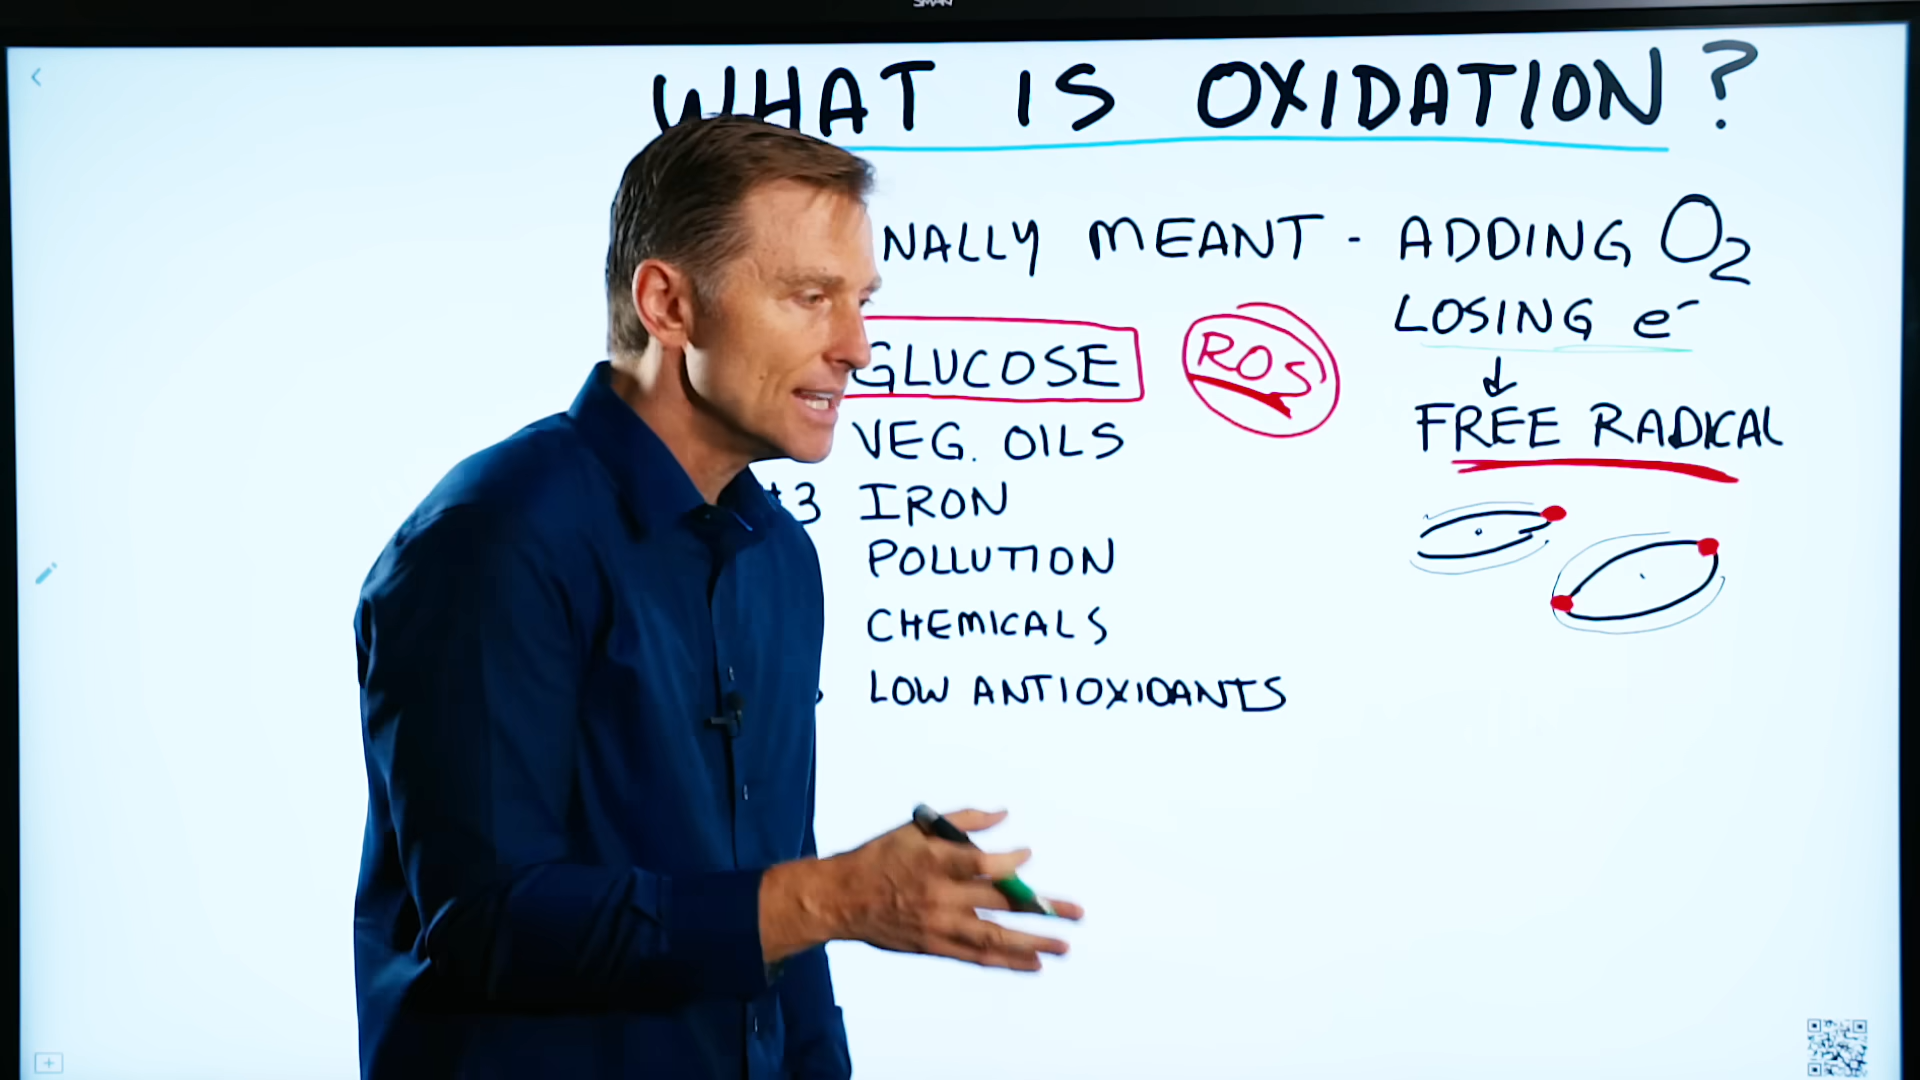 WHAT IS OXIDATION?
NALLY MEANT - ADDING O2
LOSING e-
GLUCOSE ROS
FREE RADICAL
VEG. OILS
#3 IRON
POLLUTION
CHEMICALS
LOW ANTIOXIDANTS